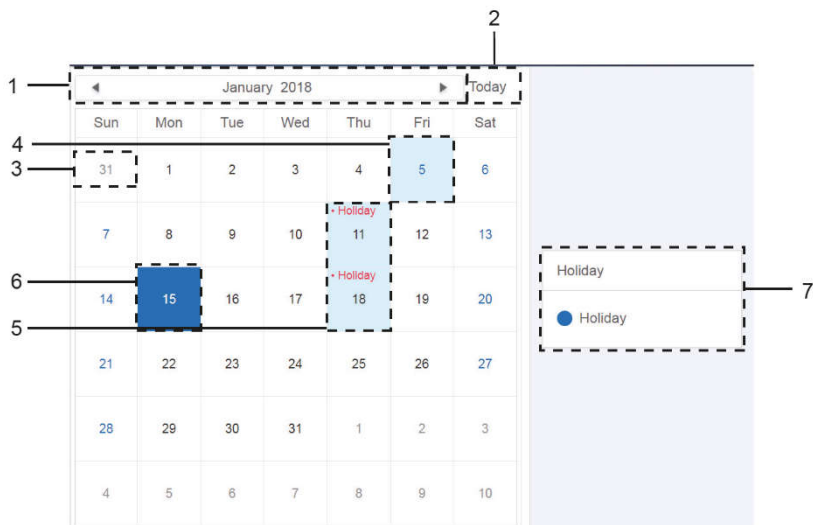 2
1
January 2018
Today
Sun Mon Tue Wed Thu Fri Sat
4
3
31 1 2 3 4 5 6
• Holiday
7 8 9 10 11 12 13
6
• Holiday
14 15 16 17 18 19 20
5
Holiday
Holiday
7
21 22 23 24 25 26 27
28 29 30 31 1 2 3
4 5 6 7 8 9 10